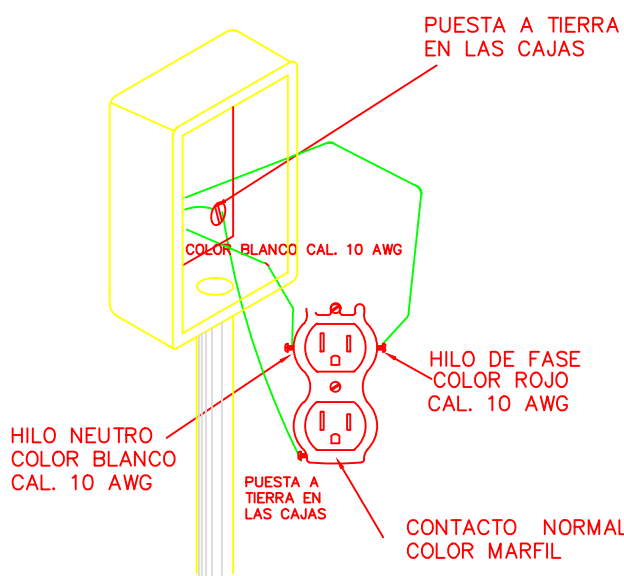 PUESTA A TIERRA
EN LAS CAJAS
COLOR BLANCO CAL. 10 AWG
HILO DE FASE
COLOR ROJO
CAL. 10 AWG
HILO NEUTRO
COLOR BLANCO
CAL. 10 AWG
PUESTA A
TIERRA EN
LAS CAJAS
CONTACTO NORMAL
COLOR MARFIL